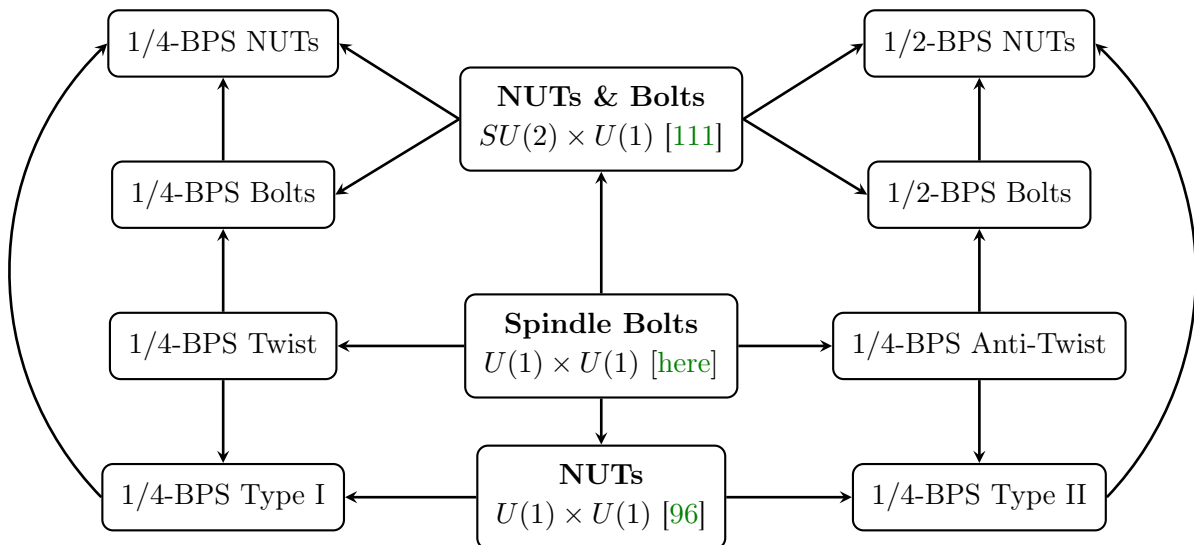 1/4-BPS NUTs
1/2-BPS NUTs
NUTs & Bolts
SU(2) × U(1) [111]
1/4-BPS Bolts
1/2-BPS Bolts
Spindle Bolts
U(1) × U(1) [here]
1/4-BPS Twist
1/4-BPS Anti-Twist
NUTs
U(1) × U(1) [96]
1/4-BPS Type I
1/4-BPS Type II